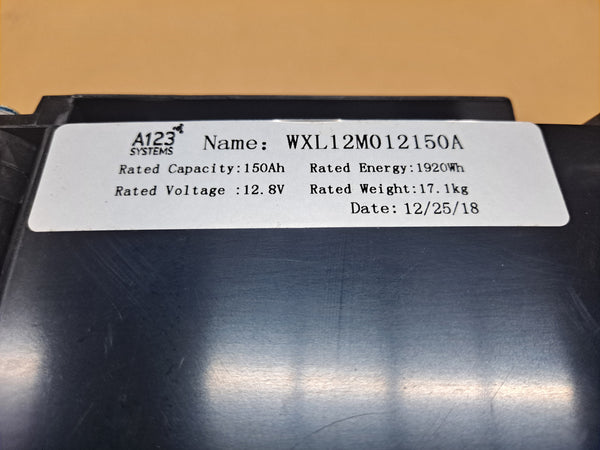 A123 SYSTEMS
Name: WXL12M012150A
Rated Capacity:150Ah Rated Energy:1920Wh
Rated Voltage :12.8V Rated Weight:17.1kg
Date: 12/25/18